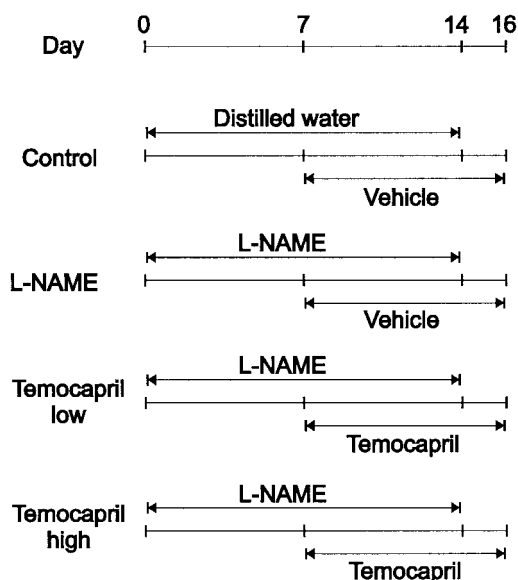 0 7 14 16
Day
Distilled water
Control
Vehicle
L-NAME
L-NAME
Vehicle
L-NAME
Temocapril
low
Temocapril
L-NAME
Temocapril
high
Temocapril